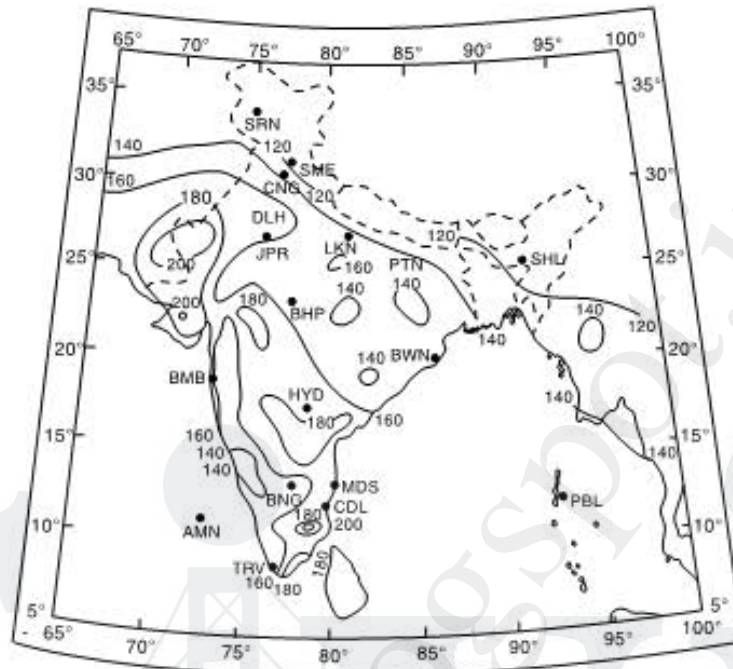 65° 70° 75° 80° 85° 90° 95° 100°
35° 35°
SRN
140 120 SME
30° 160 CNG 120 30°
180 DLH
JPR LKN 120
25° 200 160 PTN SHL 25°
200 180 BHP 140 140 140 120
20° 140 BWN 140 20°
BMB HYD
180 160 140
15° 160 15°
140
140 140
BNG MDS
180 CDL PBL
10° AMN 200 10°
TRV 180
160 180
5° 5°
65° 70° 75° 80° 85° 90° 95° 100°